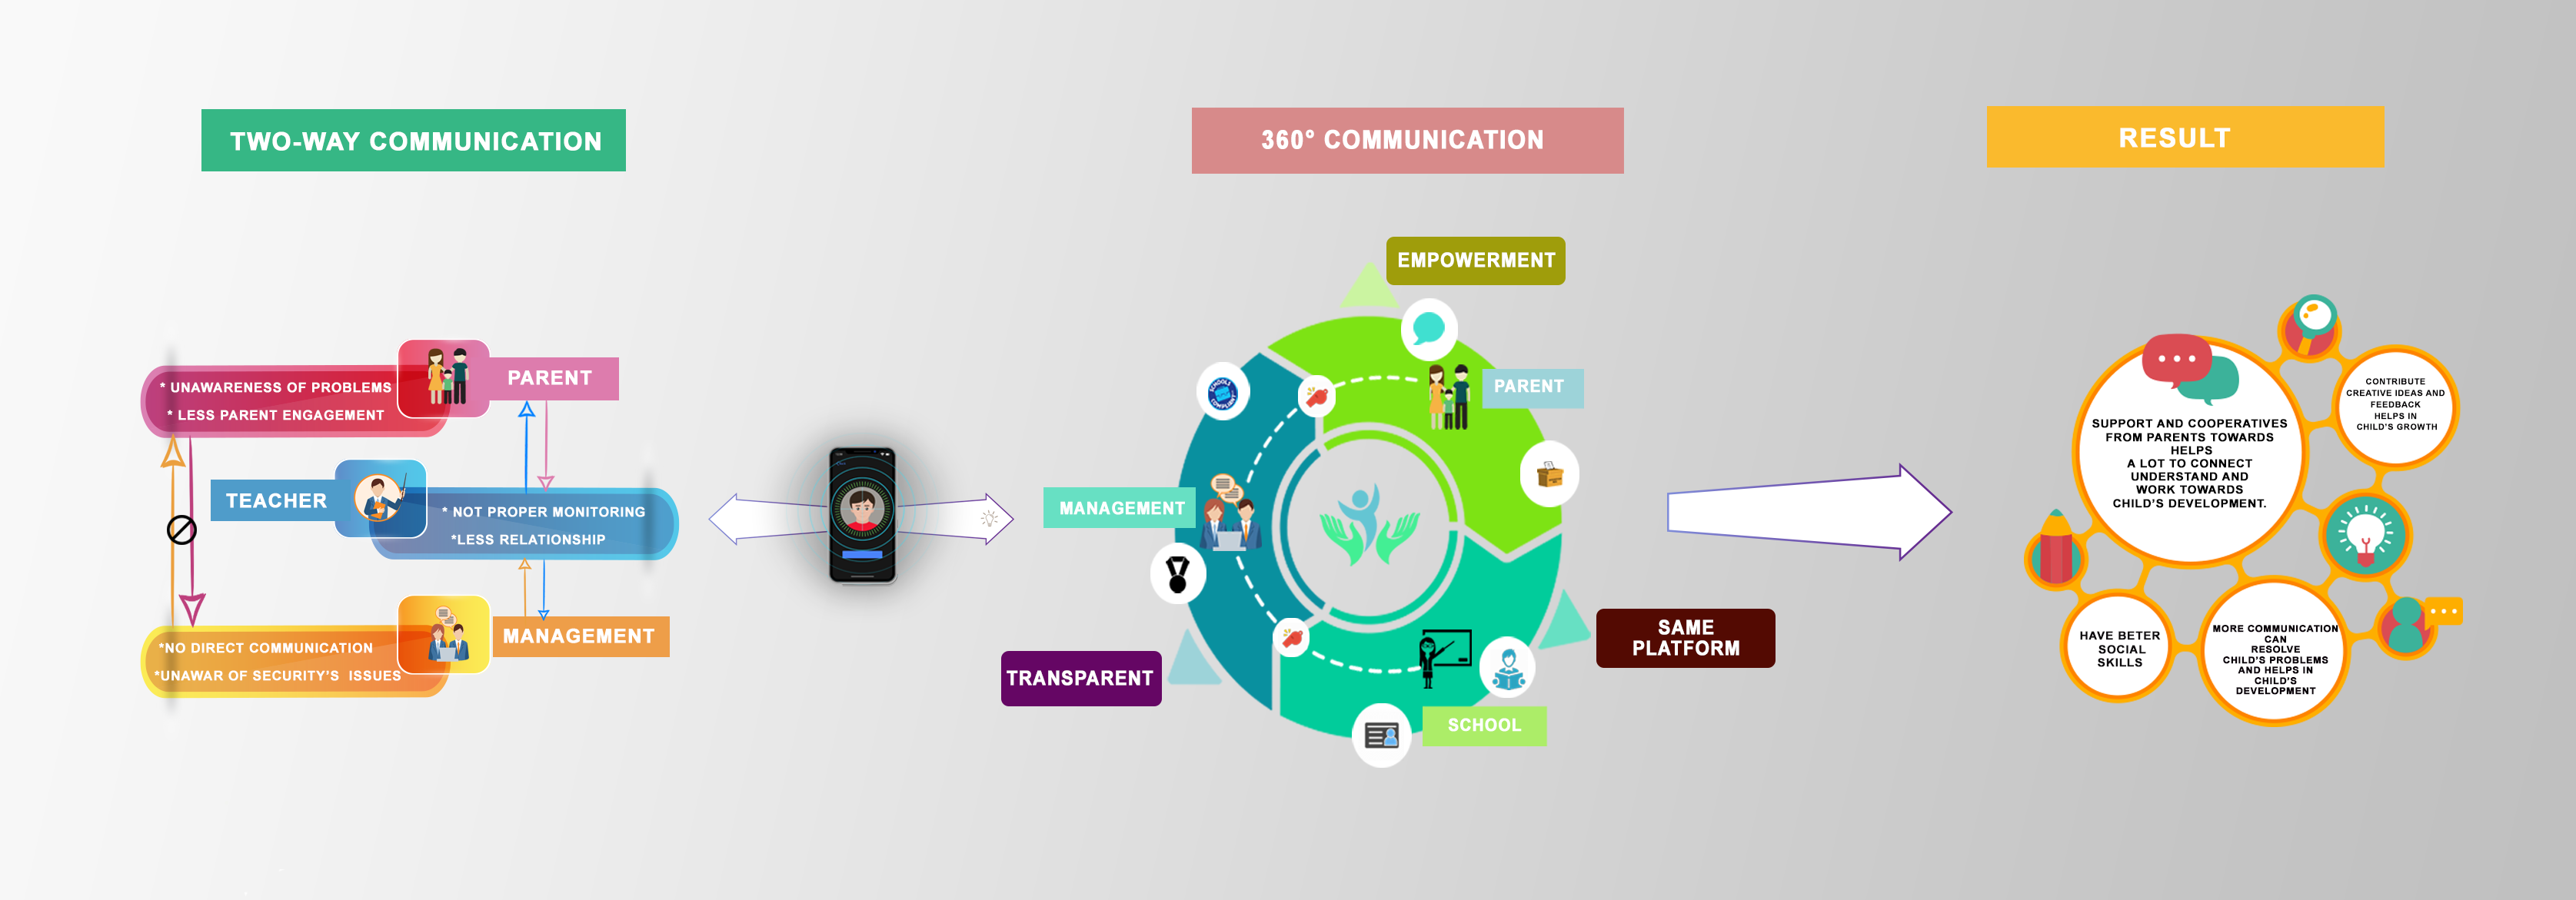 TWO-WAY COMMUNICATION
* UNAWARENESS OF PROBLEMS
* LESS PARENT ENGAGEMENT
PARENT
TEACHER
* NOT PROPER MONITORING
*LESS RELATIONSHIP
*NO DIRECT COMMUNICATION
*UNAWAR OF SECURITY'S ISSUES
MANAGEMENT
360° COMMUNICATION
EMPOWERMENT
PARENT
MANAGEMENT
SAME
PLATFORM
TRANSPARENT
SCHOOL
RESULT
SUPPORT AND COOPERATIVES
FROM PARENTS TOWARDS
HELPS
A LOT TO CONNECT
UNDERSTAND AND
WORK TOWARDS
CHILD'S DEVELOPMENT.
CONTRIBUTE
CREATIVE IDEAS AND
FEEDBACK
HELPS IN
CHILD'S GROWTH
HAVE BETER
SOCIAL
SKILLS
MORE COMMUNICATION
CAN
RESOLVE
CHILD'S PROBLEMS
AND HELPS IN
CHILD'S
DEVELOPMENT